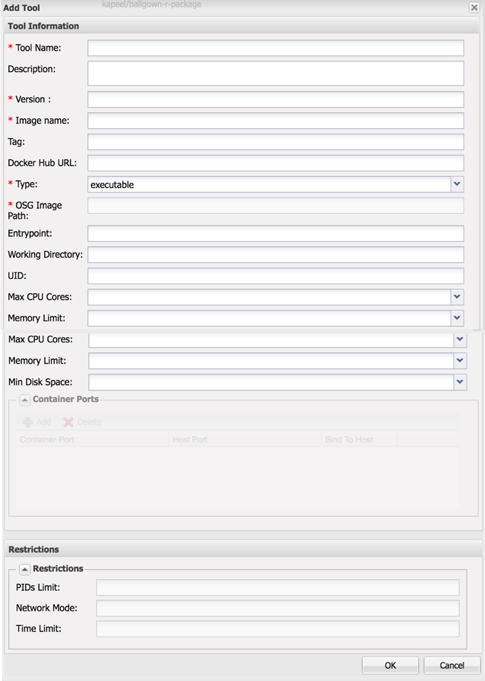 kapeel/ballgown-r-package
Add Tool
Tool Information
* Tool Name:
Description:
* Version :
* Image name:
Tag:
Docker Hub URL:
* Type: executable
* OSG Image
Path:
Entrypoint:
Working Directory:
UID:
Max CPU Cores:
Memory Limit:
Max CPU Cores:
Memory Limit:
Min Disk Space:
Container Ports
Add Delete
Container Port Host Port Bind To Host
Restrictions
Restrictions
PIDs Limit:
Network Mode:
Time Limit:
OK Cancel